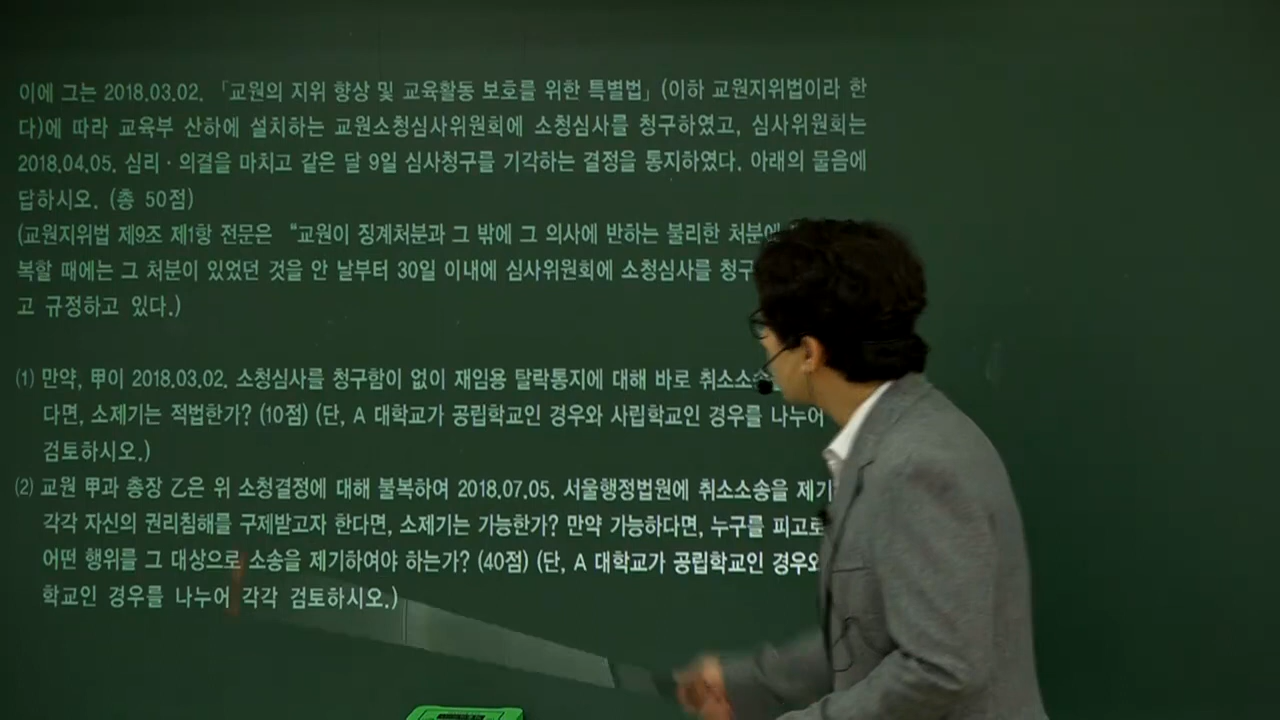 이에 그는 2018.03.02. 「교원의 지위 향상 및 교육활동 보호를 위한 특별법」(이하 교원지위법이라 한
다)에 따라 교육부 산하에 설치하는 교원소청심사위원회에 소청심사를 청구하였고, 심사위원회는
2018.04.05. 심리·의결을 마치고 같은 달 9일 심사청구를 기각하는 결정을 통지하였다. 아래의 물음에
답하시오. (총 50점)
(교원지위법 제9조 제1항 전문은 “교원이 징계처분과 그 밖에 그 의사에 반하는 불리한 처분에
복할 때에는 그 처분이 있었던 것을 안 날부터 30일 이내에 심사위원회에 소청심사를 청구
고 규정하고 있다.)
(1) 만약, 甲이 2018.03.02. 소청심사를 청구함이 없이 재임용 탈락통지에 대해 바로 취소소
다면, 소제기는 적법한가? (10점) (단, A 대학교가 공립학교인 경우와 사립학교인 경우를 나누어
검토하시오.)
(2) 교원 甲과 총장 乙은 위 소청결정에 대해 불복하여 2018.07.05. 서울행정법원에 취소소송을 제기
각각 자신의 권리침해를 구제받고자 한다면, 소제기는 가능한가? 만약 가능하다면, 누구를 피고로
어떤 행위를 그 대상으로 소송을 제기하여야 하는가? (40점) (단, A 대학교가 공립학교인 경우와
학교인 경우를 나누어 각각 검토하시오.)